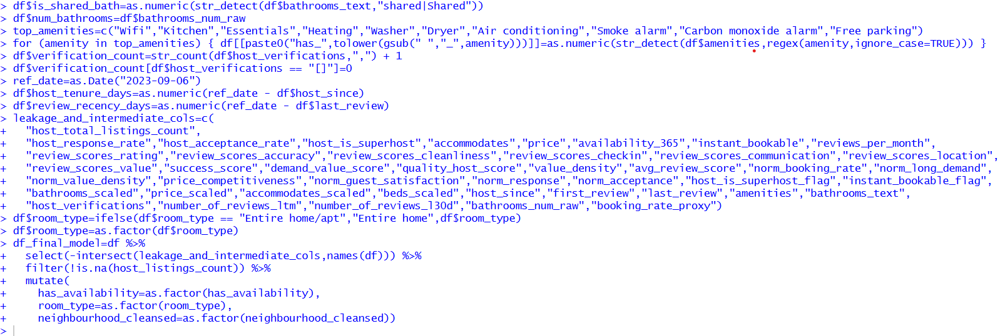 > df$is_shared_bath=as.numeric(str_detect(df$bathrooms_text,"shared|Shared"))
> df$num_bathrooms=df$bathrooms_num_raw
> top_amenities=c("Wifi","Kitchen","Essentials","Heating","Washer","Dryer","Air conditioning","Smoke alarm","Carbon monoxide alarm","Free parking")
> for (amenity in top_amenities) { df[[paste0("has_",tolower(gsub(" ","_",amenity)))]]=as.numeric(str_detect(df$amenities,regex(amenity,ignore_case=TRUE))) }
> df$verification_count=str_count(df$host_verifications,",") + 1
> df$verification_count[df$host_verifications == "[]"]=0
> ref_date=as.Date("2023-09-06")
> df$host_tenure_days=as.numeric(ref_date - df$host_since)
> df$review_recency_days=as.numeric(ref_date - df$last_review)
> leakage_and_intermediate_cols=c(
+   "host_total_listings_count",
+   "host_response_rate","host_acceptance_rate","host_is_superhost","accommodates","price","availability_365","instant_bookable","reviews_per_month",
+   "review_scores_rating","review_scores_accuracy","review_scores_cleanliness","review_scores_checkin","review_scores_communication","review_scores_location",
+   "review_scores_value","success_score","demand_value_score","quality_host_score","value_density","avg_review_score","norm_booking_rate","norm_long_demand",
+   "norm_value_density","price_competitiveness","norm_guest_satisfaction","norm_response","norm_acceptance","host_is_superhost_flag","instant_bookable_flag",
+   "bathrooms_scaled","price_scaled","accommodates_scaled","beds_scaled","host_since","first_review","last_review","amenities","bathrooms_text",
+   "host_verifications","number_of_reviews_ltm","number_of_reviews_l30d","bathrooms_num_raw","booking_rate_proxy")
> df$room_type=ifelse(df$room_type == "Entire home/apt","Entire home",df$room_type)
> df$room_type=as.factor(df$room_type)
> df_final_model=df %>%
+   select(-intersect(leakage_and_intermediate_cols,names(df))) %>%
+   filter(!is.na(host_listings_count)) %>%
+   mutate(
+     has_availability=as.factor(has_availability),
+     room_type=as.factor(room_type),
+     neighbourhood_cleansed=as.factor(neighbourhood_cleansed))
>